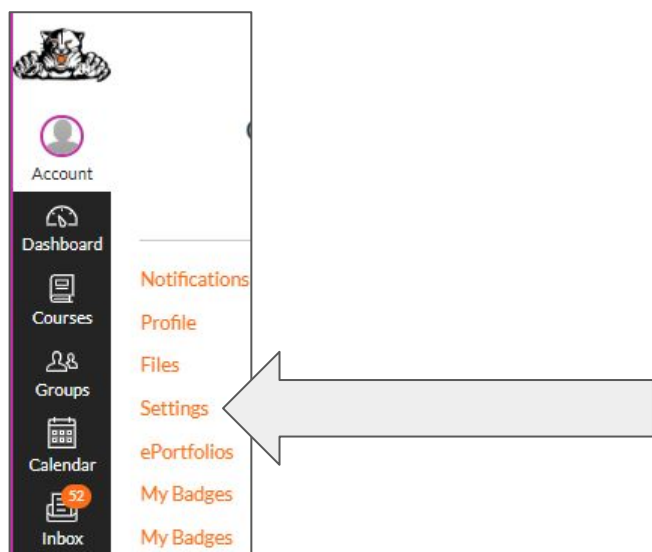 Account
Dashboard
Courses
Groups
Calendar
52
Inbox
Notifications
Profile
Files
Settings
ePortfolios
My Badges
My Badges